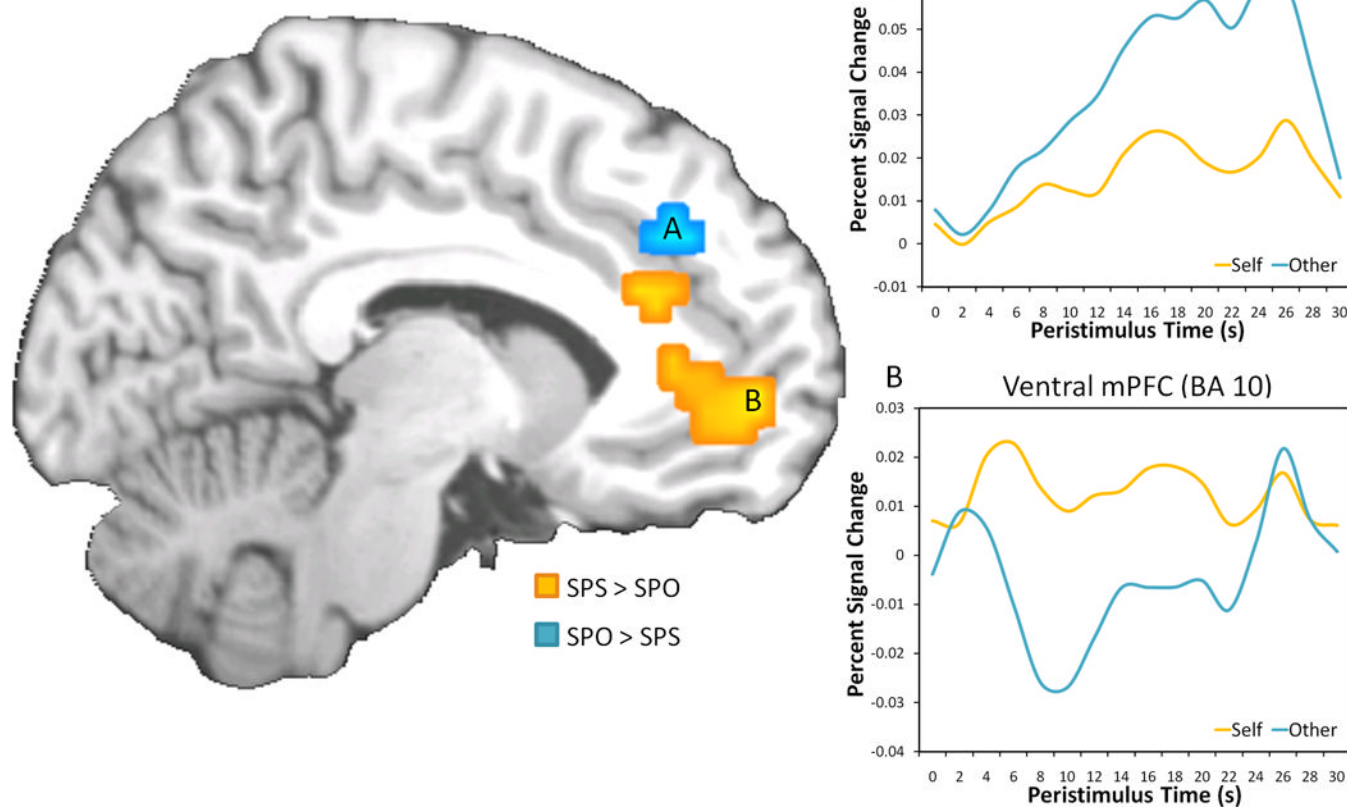 A
B
SPS > SPO
SPO > SPS
Percent Signal Change
0.05
0.04
0.03
0.02
0.01
0
-0.01
Self Other
0 2 4 6 8 10 12 14 16 18 20 22 24 26 28 30
Peristimulus Time (s)
B
Ventral mPFC (BA 10)
Percent Signal Change
0.03
0.02
0.01
0
-0.01
-0.02
-0.03
-0.04
Self Other
0 2 4 6 8 10 12 14 16 18 20 22 24 26 28 30
Peristimulus Time (s)